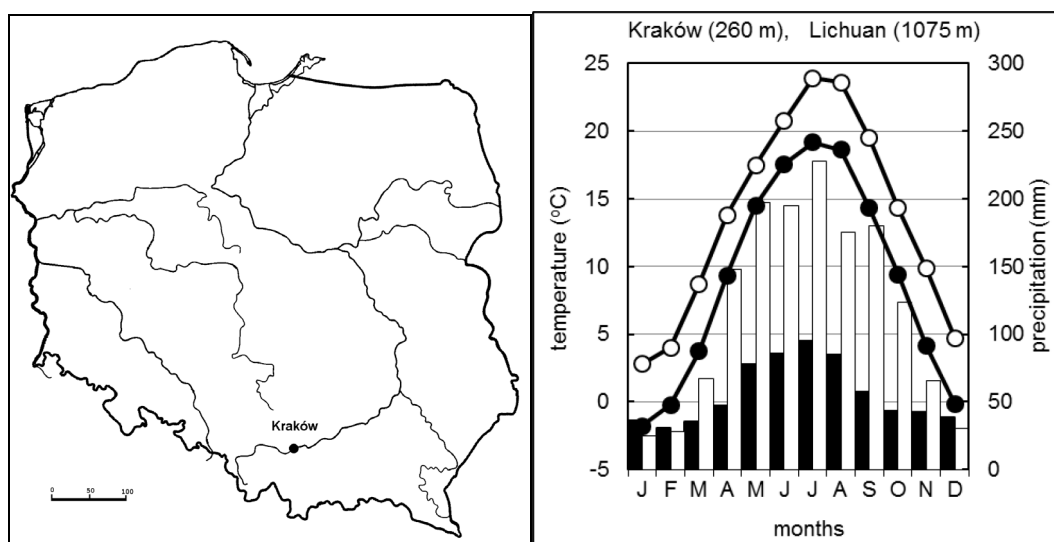 Kraków
0 50 100
Kraków (260 m), Lichuan (1075 m)
temperature (⁰C)
25
20
15
10
5
0
-5
300
250
200
150
100
50
0
precipitation (mm)
J F M A M J J A S O N D
months